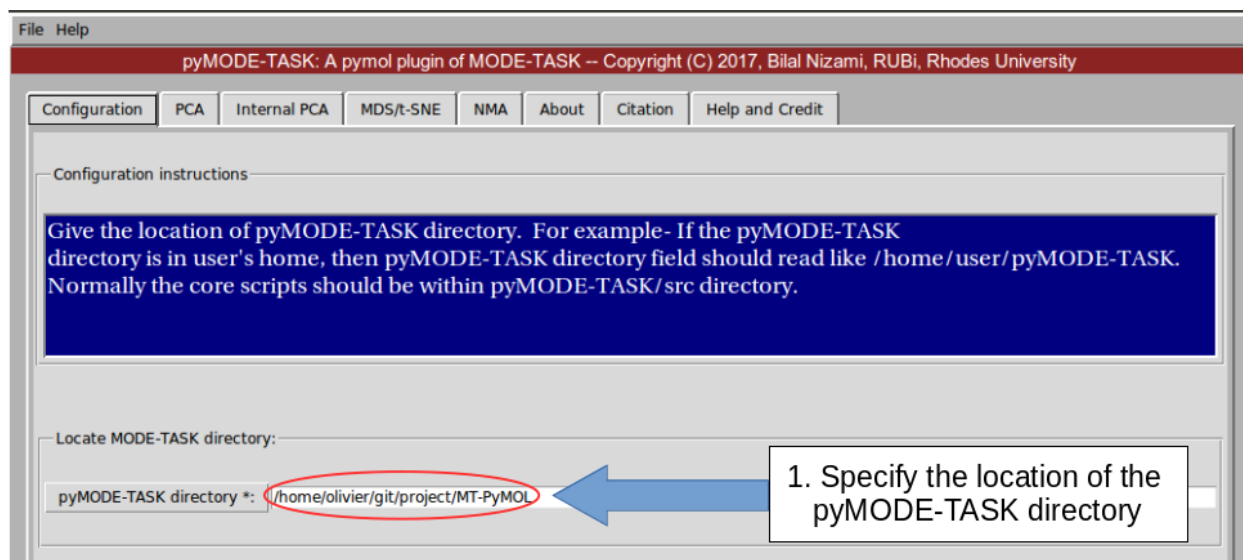 File Help
pyMODE-TASK: A pymol plugin of MODE-TASK -- Copyright (C) 2017, Bilal Nizami, RUBi, Rhodes University
Configuration PCA Internal PCA MDS/t-SNE NMA About Citation Help and Credit
Configuration instructions
Give the location of pyMODE-TASK directory. For example- If the pyMODE-TASK
directory is in user's home, then pyMODE-TASK directory field should read like /home/user/pyMODE-TASK.
Normally the core scripts should be within pyMODE-TASK/src directory.
Locate MODE-TASK directory:
pyMODE-TASK directory *: /home/olivier/git/project/MT-PyMOL
1. Specify the location of the
pyMODE-TASK directory